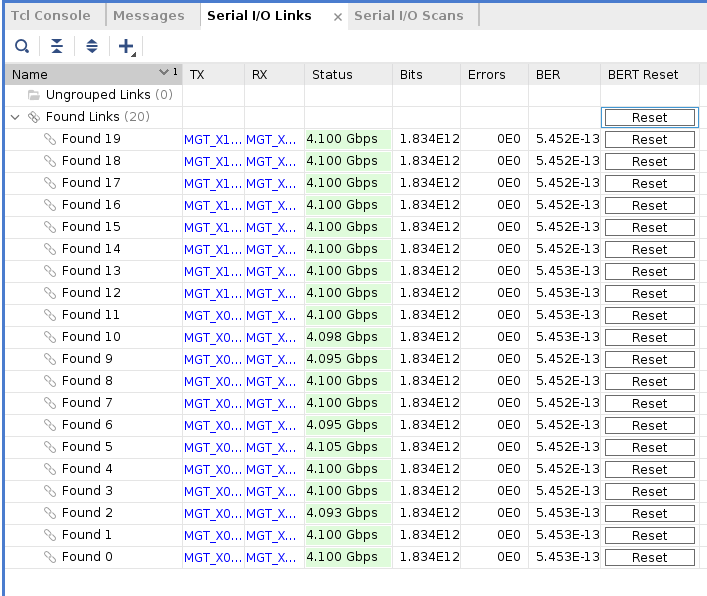 Tcl Console Messages Serial I/O Links × Serial I/O Scans
Name 1 TX RX Status Bits Errors BER BERT Reset
Ungrouped Links (0)
Found Links (20) Reset
Found 19 MGT_X1... MGT_X... 4.100 Gbps 1.834E12 0E0 5.452E-13 Reset
Found 18 MGT_X1... MGT_X... 4.100 Gbps 1.834E12 0E0 5.452E-13 Reset
Found 17 MGT_X1... MGT_X... 4.100 Gbps 1.834E12 0E0 5.452E-13 Reset
Found 16 MGT_X1... MGT_X... 4.100 Gbps 1.834E12 0E0 5.452E-13 Reset
Found 15 MGT_X1... MGT_X... 4.100 Gbps 1.834E12 0E0 5.452E-13 Reset
Found 14 MGT_X1... MGT_X... 4.100 Gbps 1.834E12 0E0 5.452E-13 Reset
Found 13 MGT_X1... MGT_X... 4.100 Gbps 1.834E12 0E0 5.453E-13 Reset
Found 12 MGT_X1... MGT_X... 4.100 Gbps 1.834E12 0E0 5.453E-13 Reset
Found 11 MGT_X0... MGT_X... 4.100 Gbps 1.834E12 0E0 5.453E-13 Reset
Found 10 MGT_X0... MGT_X... 4.098 Gbps 1.834E12 0E0 5.453E-13 Reset
Found 9 MGT_X0... MGT_X... 4.095 Gbps 1.834E12 0E0 5.452E-13 Reset
Found 8 MGT_X0... MGT_X... 4.100 Gbps 1.834E12 0E0 5.453E-13 Reset
Found 7 MGT_X0... MGT_X... 4.100 Gbps 1.834E12 0E0 5.452E-13 Reset
Found 6 MGT_X0... MGT_X... 4.095 Gbps 1.834E12 0E0 5.452E-13 Reset
Found 5 MGT_X0... MGT_X... 4.105 Gbps 1.834E12 0E0 5.452E-13 Reset
Found 4 MGT_X0... MGT_X... 4.100 Gbps 1.834E12 0E0 5.452E-13 Reset
Found 3 MGT_X0... MGT_X... 4.100 Gbps 1.834E12 0E0 5.452E-13 Reset
Found 2 MGT_X0... MGT_X... 4.093 Gbps 1.834E12 0E0 5.452E-13 Reset
Found 1 MGT_X0... MGT_X... 4.100 Gbps 1.834E12 0E0 5.453E-13 Reset
Found 0 MGT_X0... MGT_X... 4.100 Gbps 1.834E12 0E0 5.453E-13 Reset